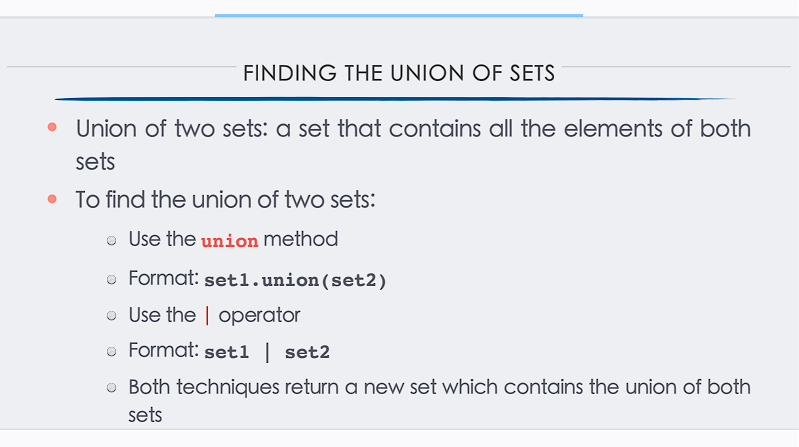 FINDING THE UNION OF SETS
Union of two sets: a set that contains all the elements of both
sets
To find the union of two sets:
Use the union method
Format: set1.union(set2)
Use the | operator
Format: set1 | set2
Both techniques return a new set which contains the union of both
sets